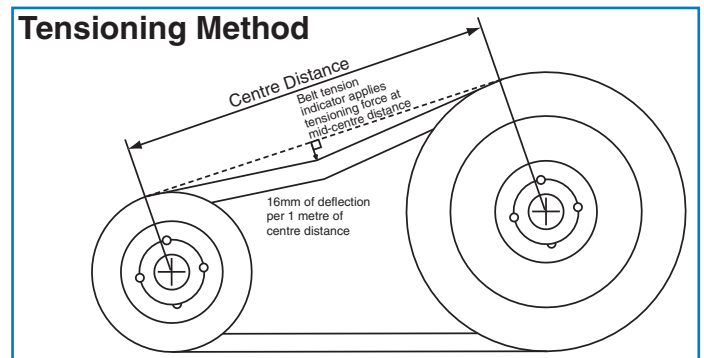 Tensioning Method
Centre Distance
Belt tension
indicator applies
tensioning force at
mid-centre distance
16mm of deflection
per 1 metre of
centre distance